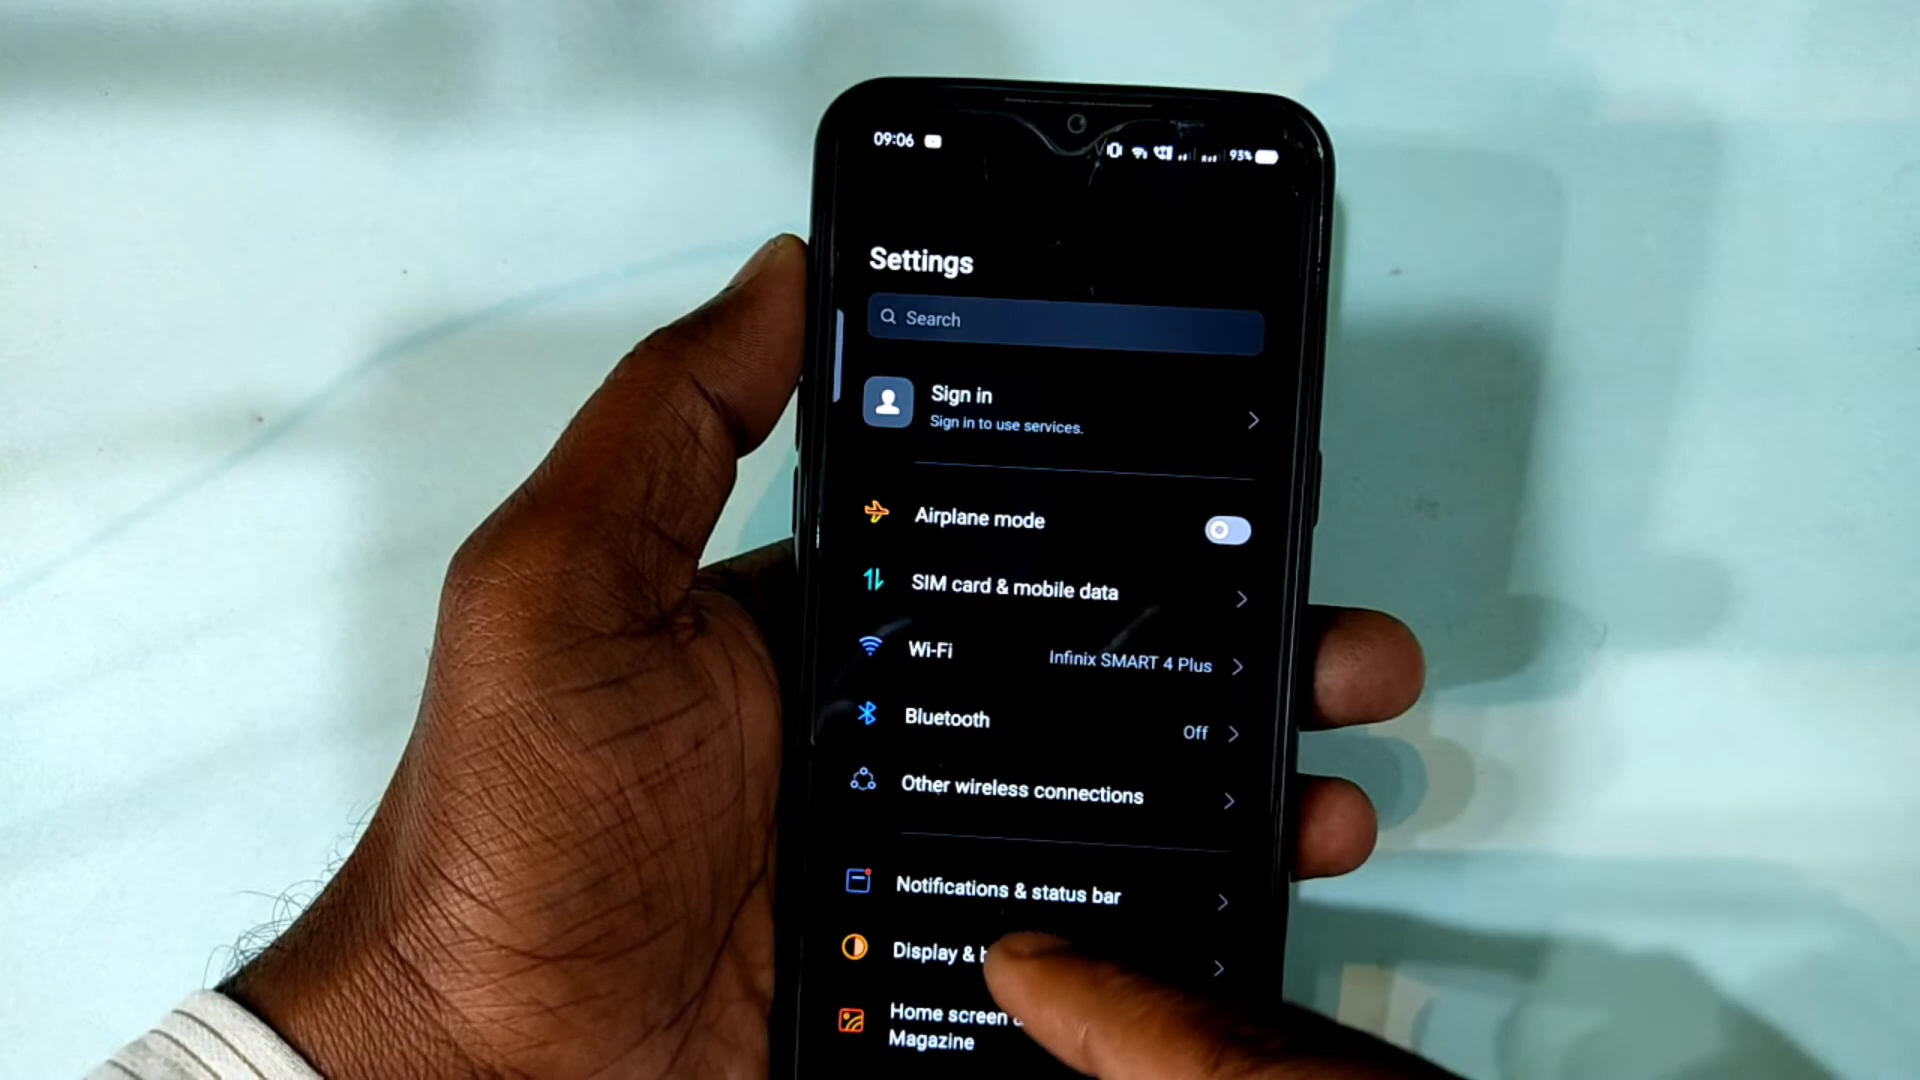 09:06
93%
Settings
Search
Sign in
Sign in to use services.
Airplane mode
SIM card & mobile data
Wi-Fi
Infinix SMART 4 Plus
Bluetooth
Off
Other wireless connections
Notifications & status bar
Display &
Home screen
Magazine